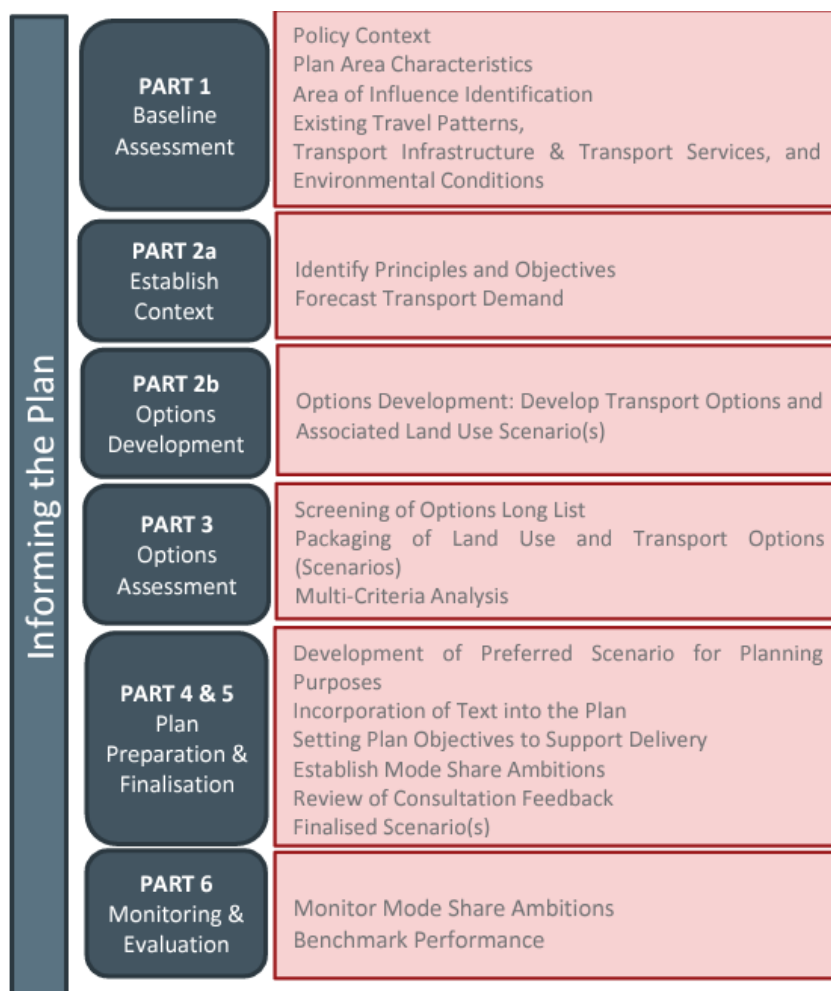 Informing the Plan
PART 1
Baseline
Assessment
Policy Context
Plan Area Characteristics
Area of Influence Identification
Existing Travel Patterns,
Transport Infrastructure & Transport Services, and
Environmental Conditions
PART 2a
Establish
Context
Identify Principles and Objectives
Forecast Transport Demand
PART 2b
Options
Development
Options Development: Develop Transport Options and
Associated Land Use Scenario(s)
PART 3
Options
Assessment
Screening of Options Long List
Packaging of Land Use and Transport Options
(Scenarios)
Multi-Criteria Analysis
PART 4 & 5
Plan
Preparation &
Finalisation
Development of Preferred Scenario for Planning
Purposes
Incorporation of Text into the Plan
Setting Plan Objectives to Support Delivery
Establish Mode Share Ambitions
Review of Consultation Feedback
Finalised Scenario(s)
PART 6
Monitoring &
Evaluation
Monitor Mode Share Ambitions
Benchmark Performance